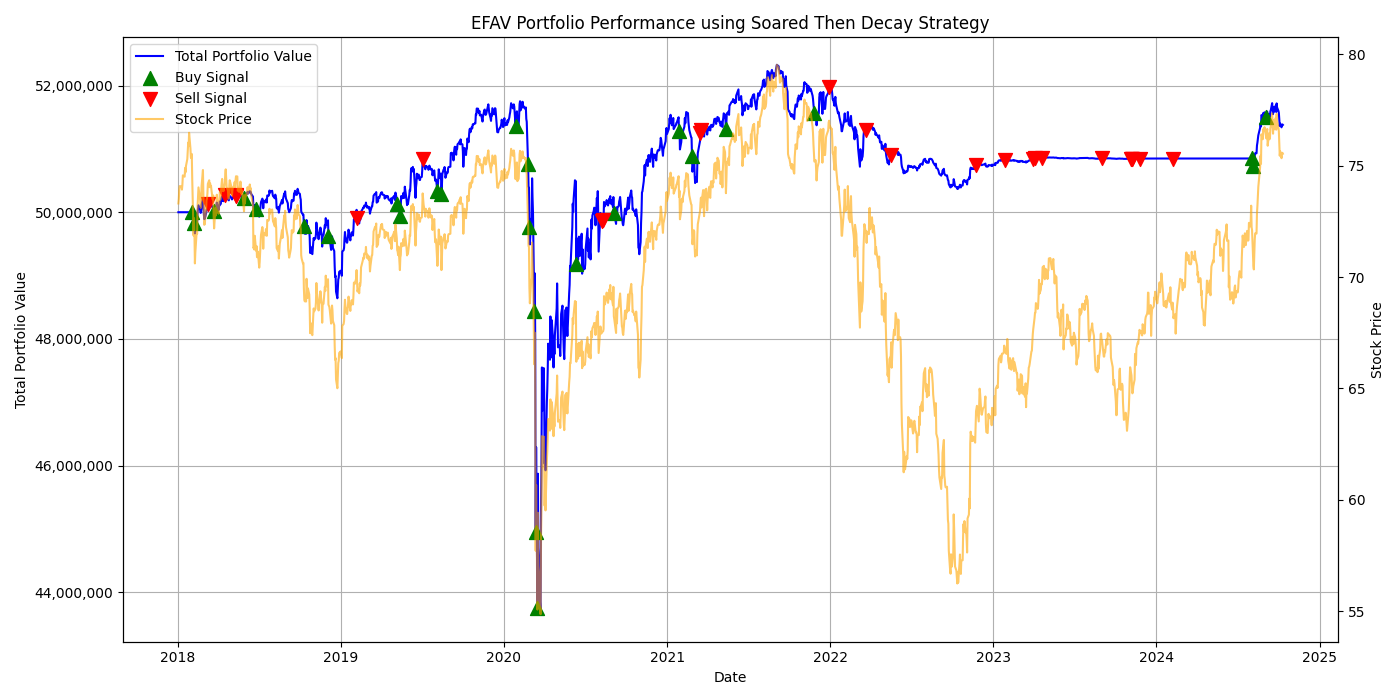 EFAV Portfolio Performance using Soared Then Decay Strategy
Total Portfolio Value
Buy Signal
Sell Signal
Stock Price
52,000,000
50,000,000
48,000,000
46,000,000
44,000,000
Total Portfolio Value
80
75
70
65
60
55
Stock Price
2018
2019
2020
2021
2022
2023
2024
2025
Date